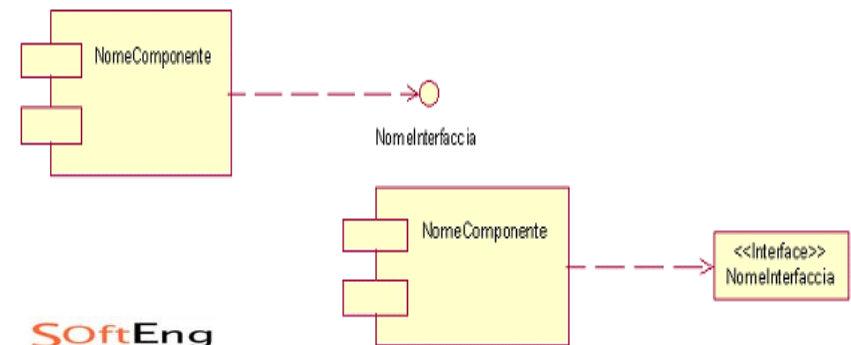 NomeComponente
NomeInterfaccia
NomeComponente
<<Interface>>
NomeInterfaccia
SOftEng